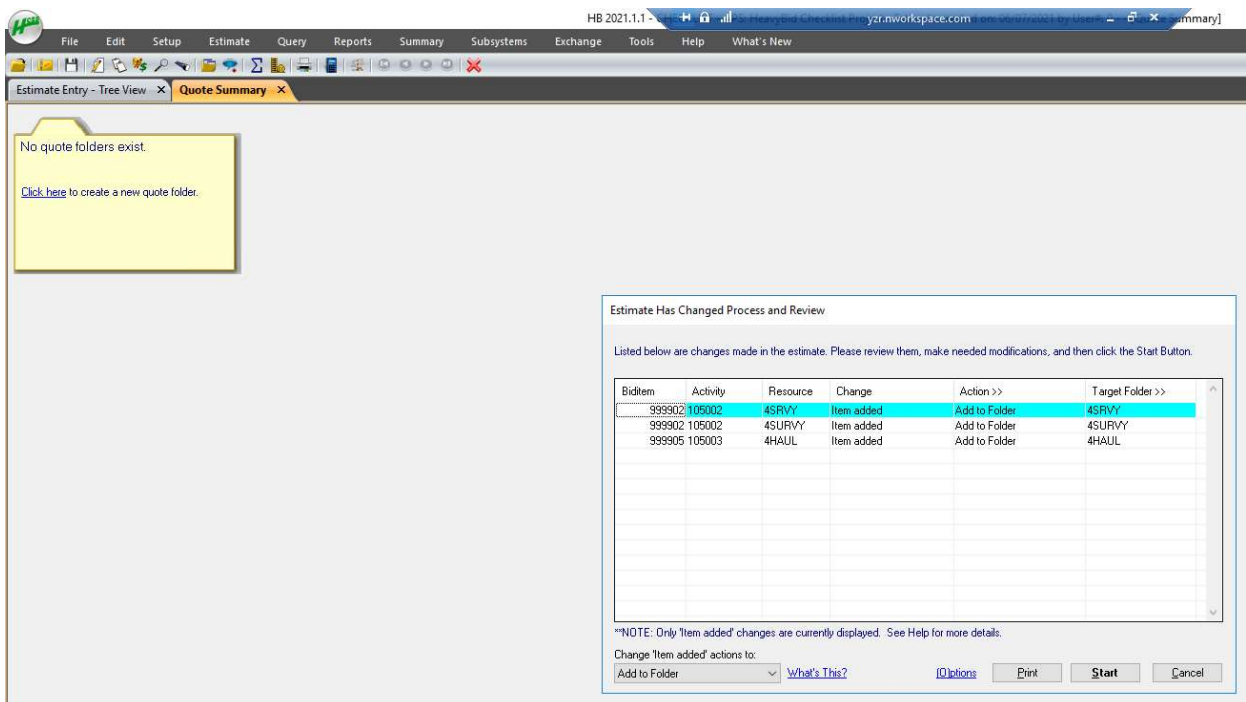 HB 2021.1.1 - yzr.nworkspace.com Summary]
File Edit Setup Estimate Query Reports Summary Subsystems Exchange Tools Help What's New
Estimate Entry - Tree View X Quote Summary X
No quote folders exist.
Click here to create a new quote folder.
Estimate Has Changed Process and Review
Listed below are changes made in the estimate. Please review them, make needed modifications, and then click the Start Button.
Biditem Activity Resource Change Action >> Target Folder >>
999902 105002 4SRVY Item added Add to Folder 4SRVY
999902 105002 4SURVY Item added Add to Folder 4SURVY
999905 105003 4HAUL Item added Add to Folder 4HAUL
**NOTE: Only 'Item added' changes are currently displayed. See Help for more details.
Change 'Item added' actions to:
Add to Folder What's This? (O)ptions Print Start Cancel